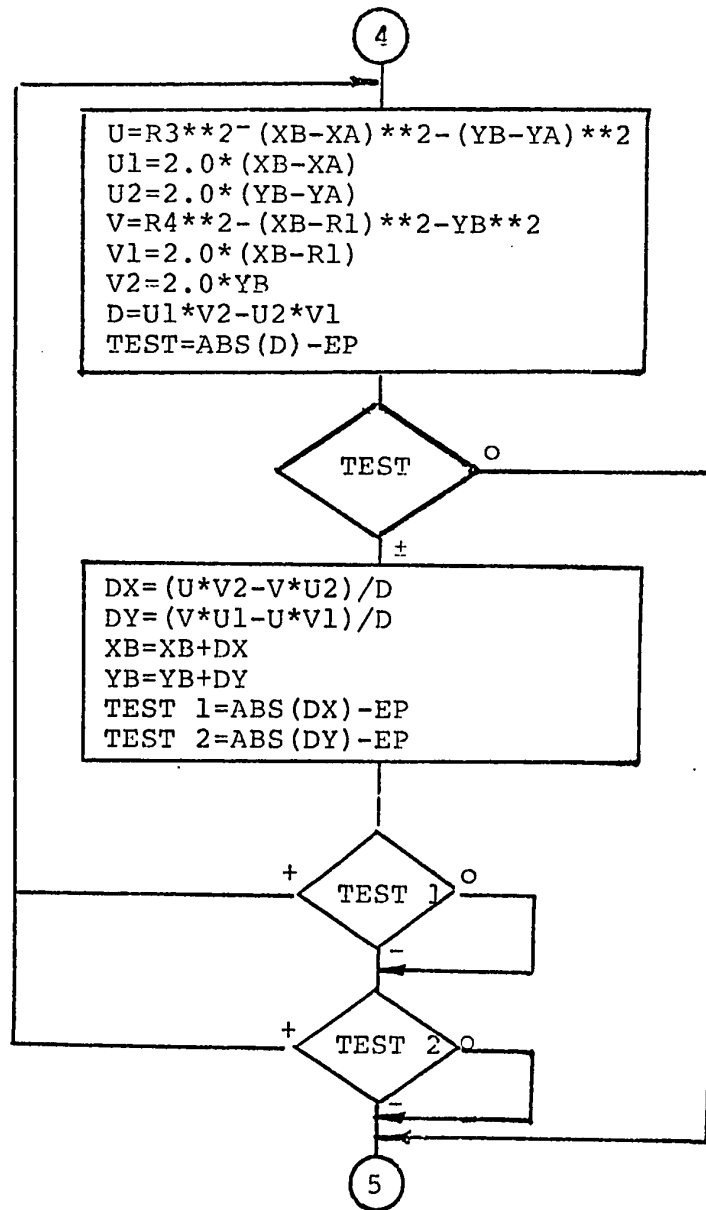 4
U=R3**2-(XB-XA)**2-(YB-YA)**2
U1=2.0*(XB-XA)
U2=2.0*(YB-YA)
V=R4**2-(XB-R1)**2-YB**2
V1=2.0*(XB-R1)
V2=2.0*YB
D=U1*V2-U2*V1
TEST=ABS(D)-EP
TEST O
±
DX=(U*V2-V*U2)/D
DY=(V*U1-U*V1)/D
XB=XB+DX
YB=YB+DY
TEST 1=ABS(DX)-EP
TEST 2=ABS(DY)-EP
+ TEST 1 O
-
+ TEST 2 O
-
5